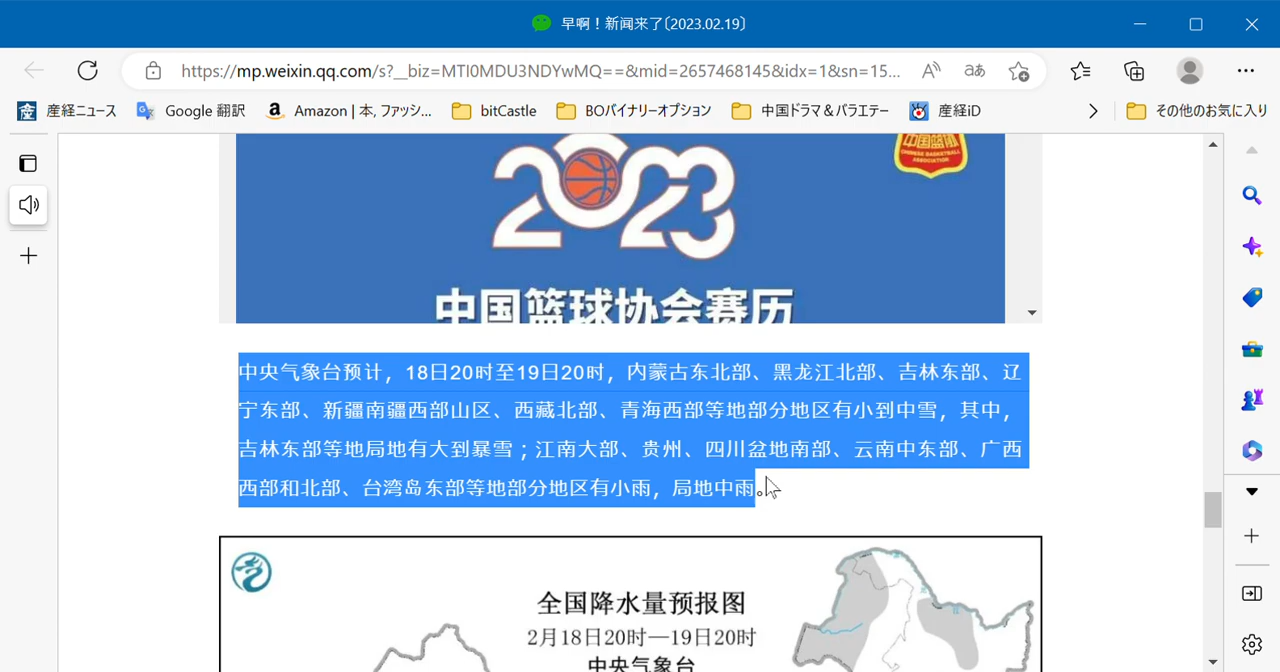 早啊！新闻来了〔2023.02.19〕
https://mp.weixin.qq.com/s?__biz=MTI0MDU3NDYwMQ==&mid=2657468145&idx=1&sn=15...
産経ニュース
Google 翻訳
Amazon | 本, ファッシ...
bitCastle
BOバイナリーオプション
中国ドラマ＆バラエテー
産経iD
その他のお気に入り
中国篮协
CHINESE BASKETBALL
ASSOCIATION
2023
中国篮球协会赛历
中央气象台预计，18日20时至19日20时，内蒙古东北部、黑龙江北部、吉林东部、辽
宁东部、新疆南疆西部山区、西藏北部、青海西部等地部分地区有小到中雪，其中，
吉林东部等地局地有大到暴雪；江南大部、贵州、四川盆地南部、云南中东部、广西
西部和北部、台湾岛东部等地部分地区有小雨，局地中雨。
全国降水量预报图
2月18日20时—19日20时
中央气象台